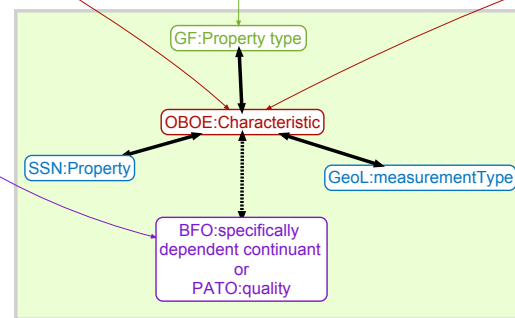 GF:Property type
OBOE:Characteristic
SSN:Property
GeoL:measurementType
BFO:specifically
dependent continuant
or
PATO:quality